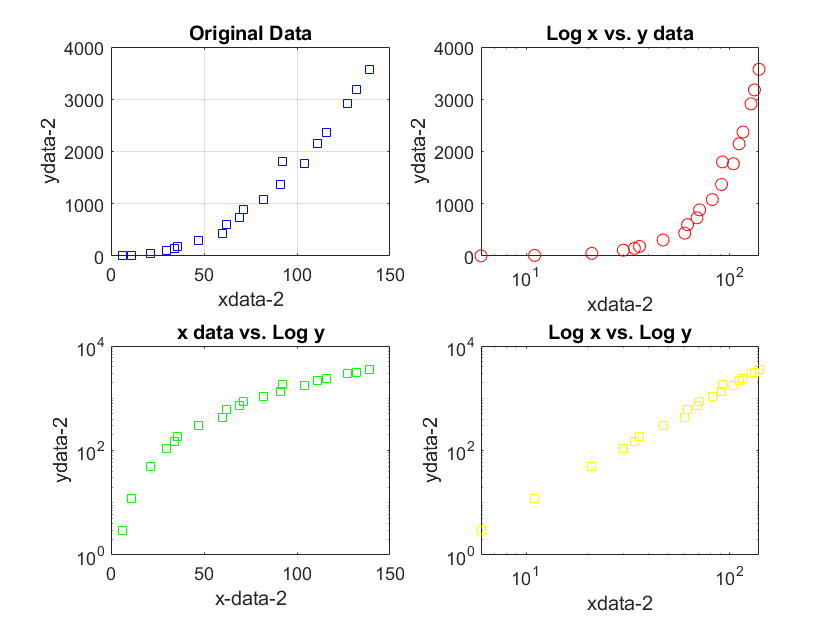 Original Data
4000
3000
2000
1000
0
ydata-2
0 50 100 150
xdata-2
Log x vs. y data
4000
3000
2000
1000
0
ydata-2
10^1 10^2
xdata-2
x data vs. Log y
10^4
10^2
10^0
ydata-2
0 50 100 150
x-data-2
Log x vs. Log y
10^4
10^2
10^0
ydata-2
10^1 10^2
xdata-2